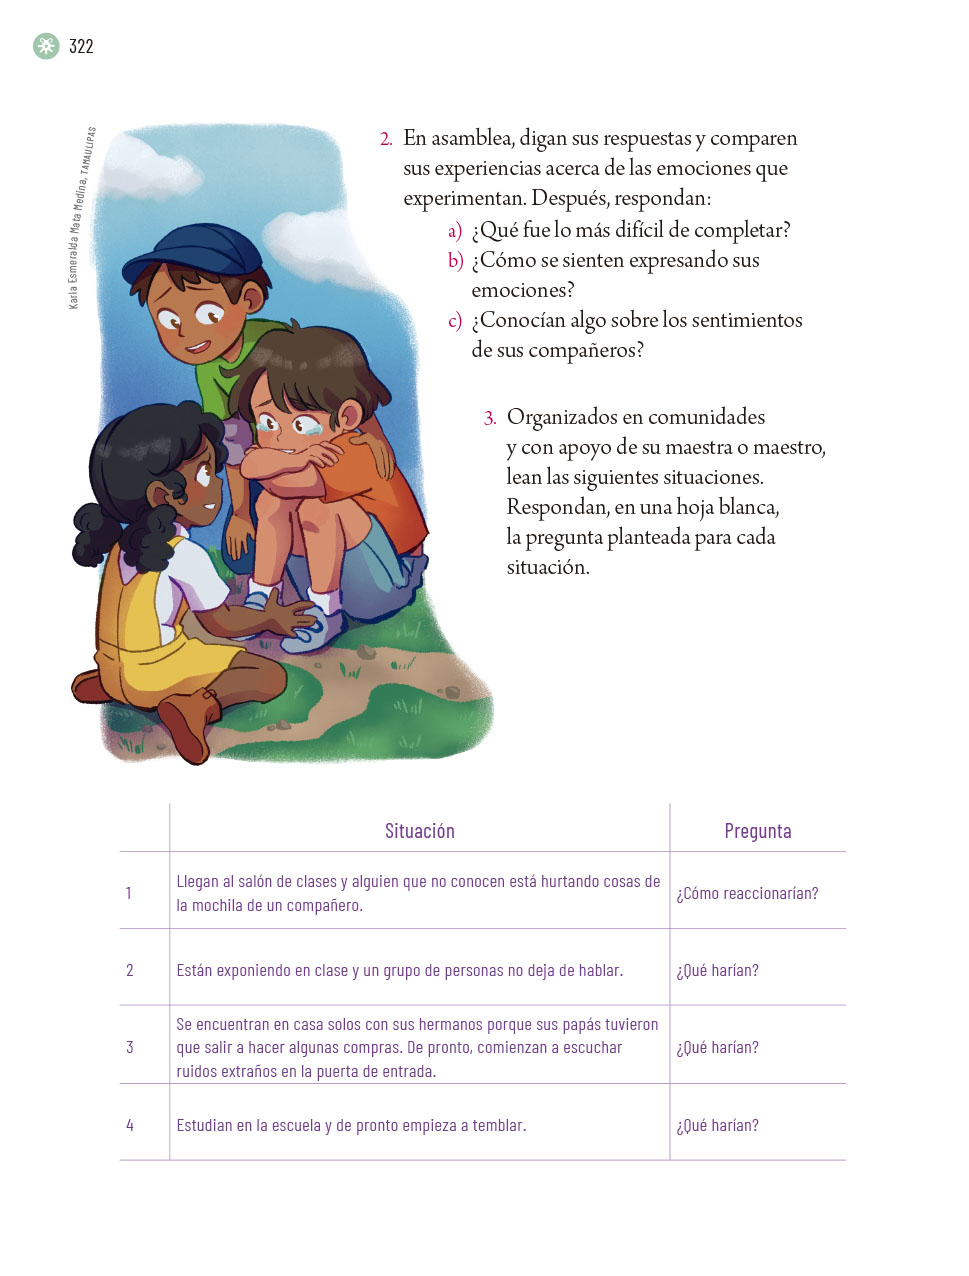 322
Karla Esmeralda Mata Medina, TAMAULIPAS
2. En asamblea, digan sus respuestas y comparen
sus experiencias acerca de las emociones que
experimentan. Después, respondan:
a) ¿Qué fue lo más difícil de completar?
b) ¿Cómo se sienten expresando sus
emociones?
c) ¿Conocían algo sobre los sentimientos
de sus compañeros?
3. Organizados en comunidades
y con apoyo de su maestra o maestro,
lean las siguientes situaciones.
Respondan, en una hoja blanca,
la pregunta planteada para cada
situación.
Situación Pregunta
1 Llegan al salón de clases y alguien que no conocen está hurtando cosas de
la mochila de un compañero. ¿Cómo reaccionarían?
2 Están exponiendo en clase y un grupo de personas no deja de hablar. ¿Qué harían?
3 Se encuentran en casa solos con sus hermanos porque sus papás tuvieron
que salir a hacer algunas compras. De pronto, comienzan a escuchar ¿Qué harían?
ruidos extraños en la puerta de entrada.
4 Estudian en la escuela y de pronto empieza a temblar. ¿Qué harían?